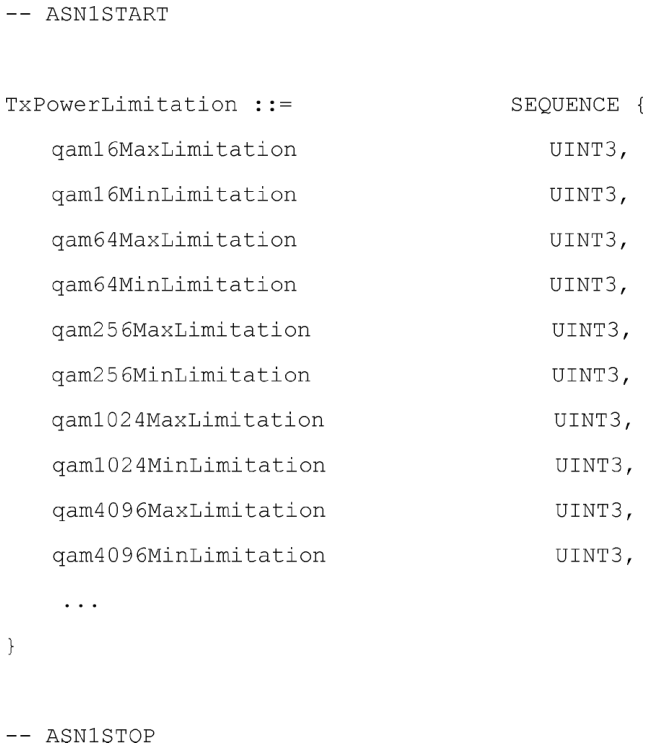 -- ASN1START
TxPowerLimitation ::= SEQUENCE {
qam16MaxLimitation UINT3,
qam16MinLimitation UINT3,
qam64MaxLimitation UINT3,
qam64MinLimitation UINT3,
qam256MaxLimitation UINT3,
qam256MinLimitation UINT3,
qam1024MaxLimitation UINT3,
qam1024MinLimitation UINT3,
qam4096MaxLimitation UINT3,
qam4096MinLimitation UINT3,
...
}
-- ASN1STOP